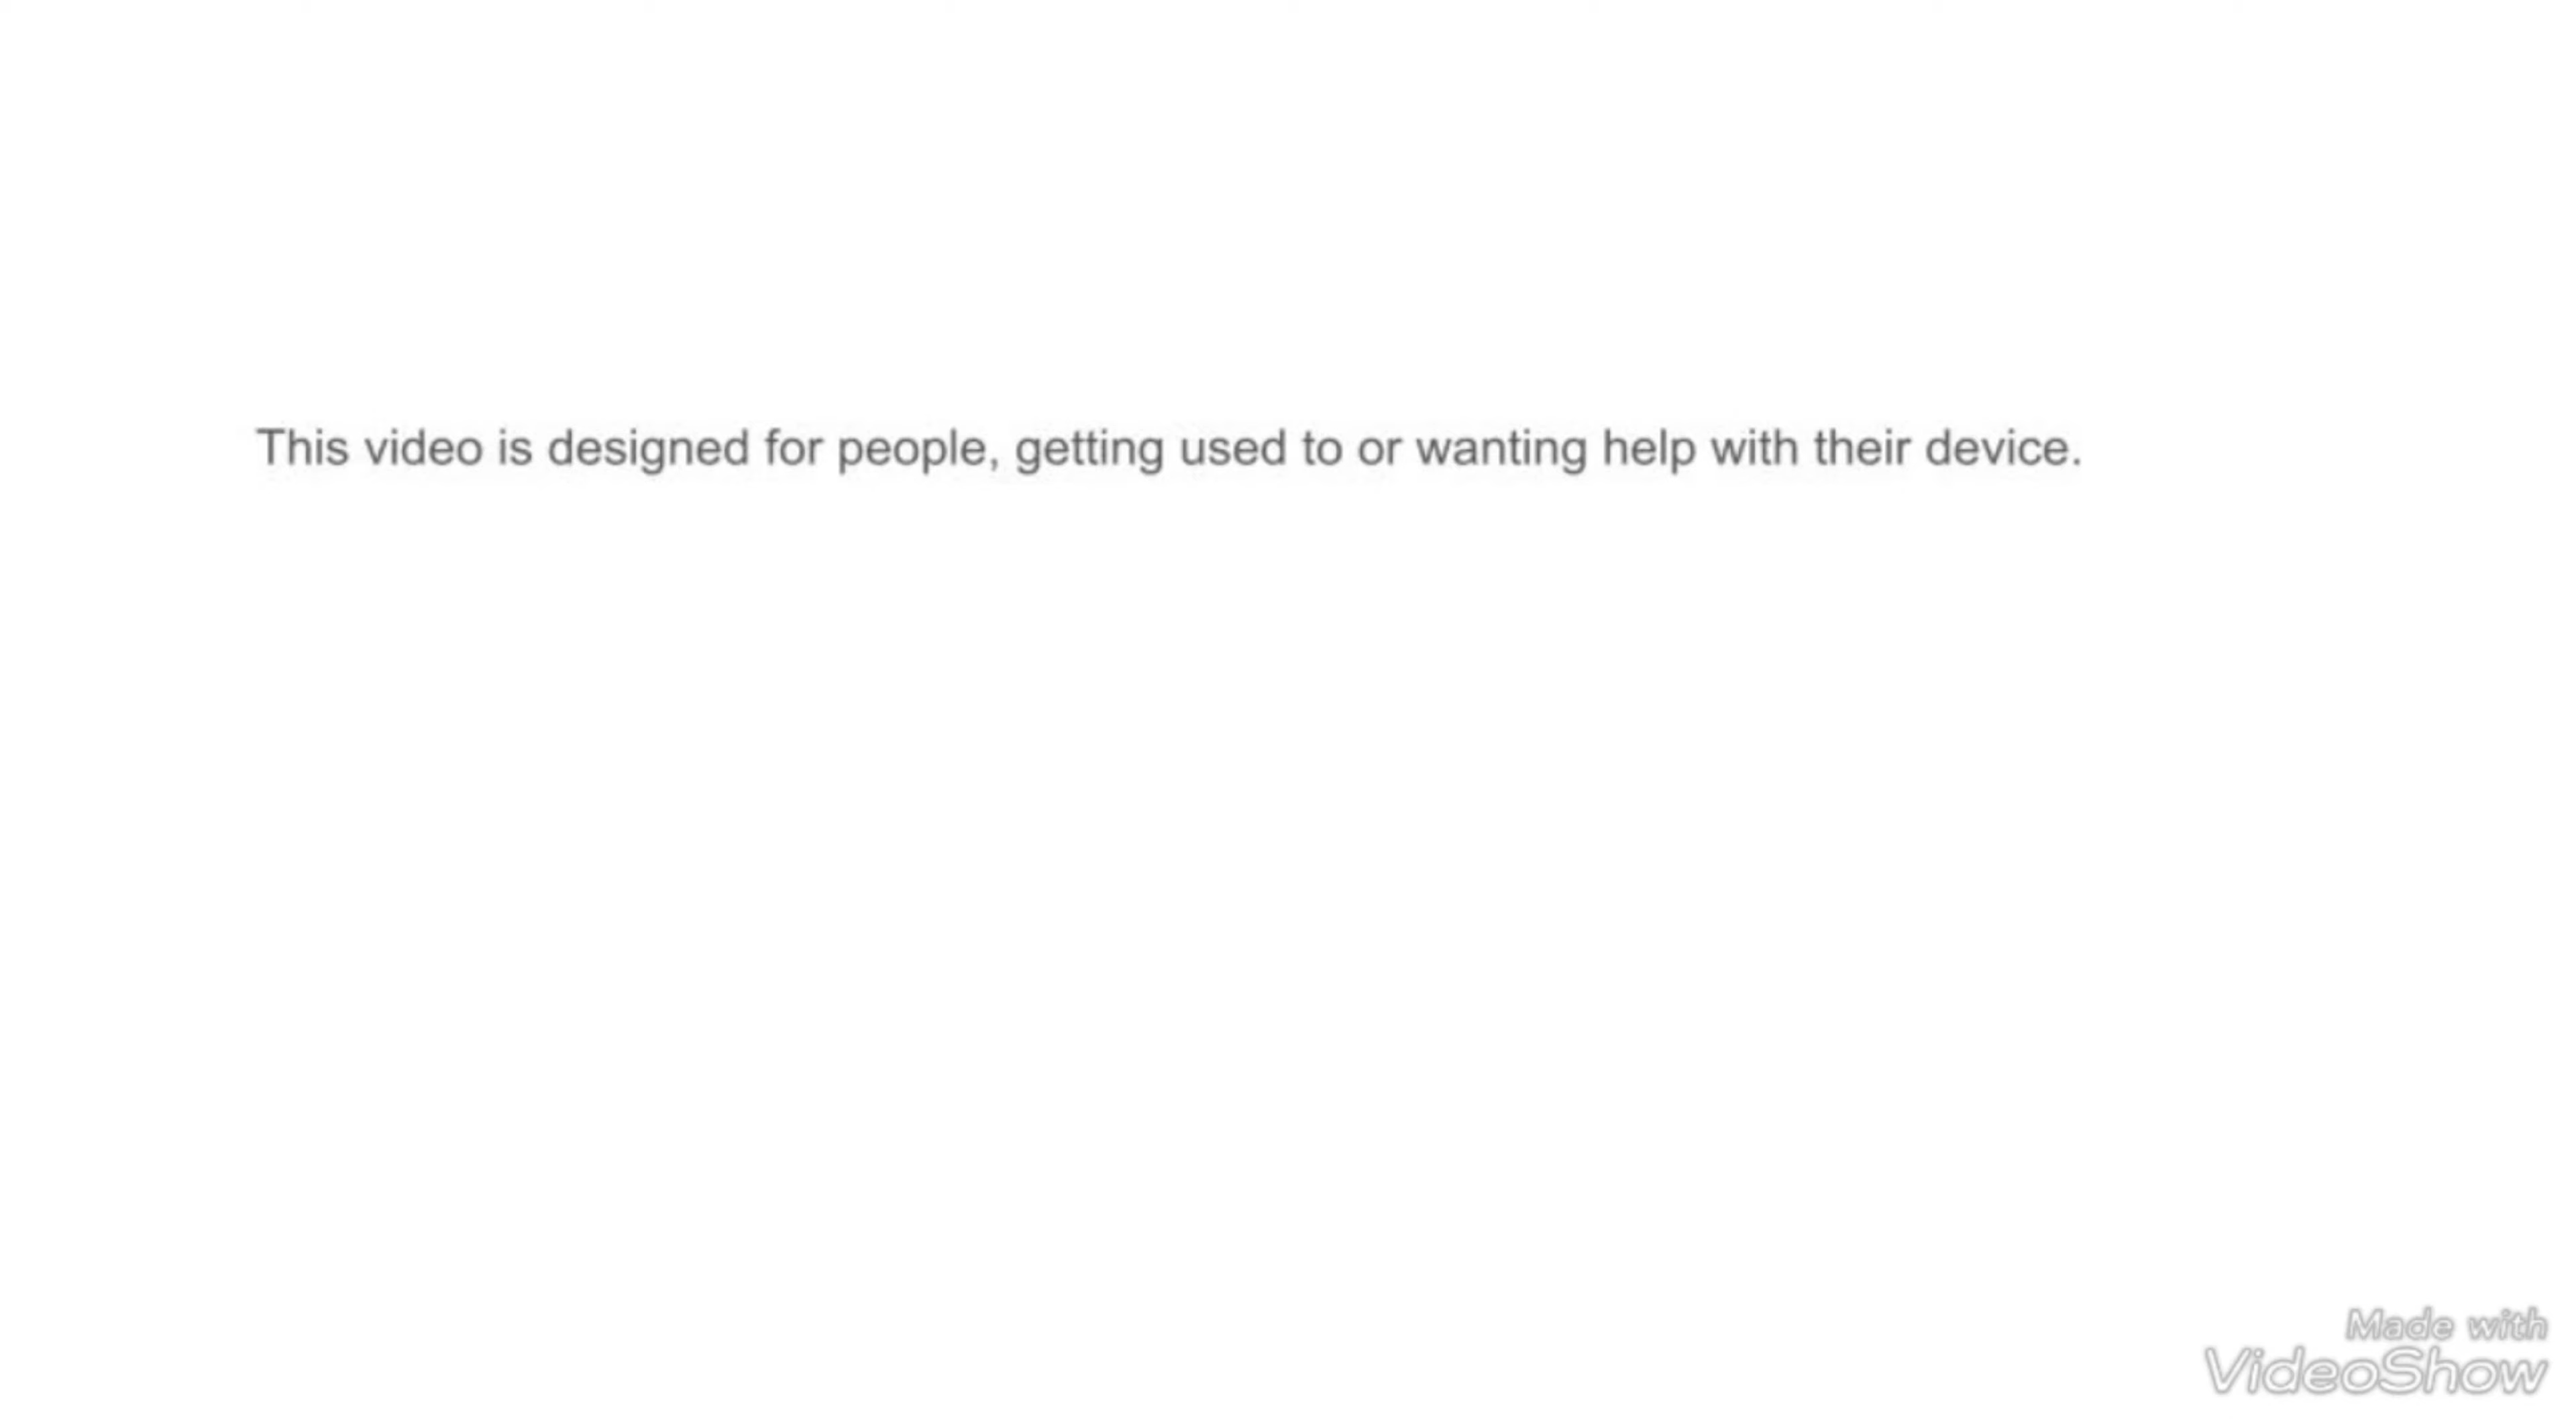 This video is designed for people, getting used to or wanting help with their device.
Made with
VideoShow